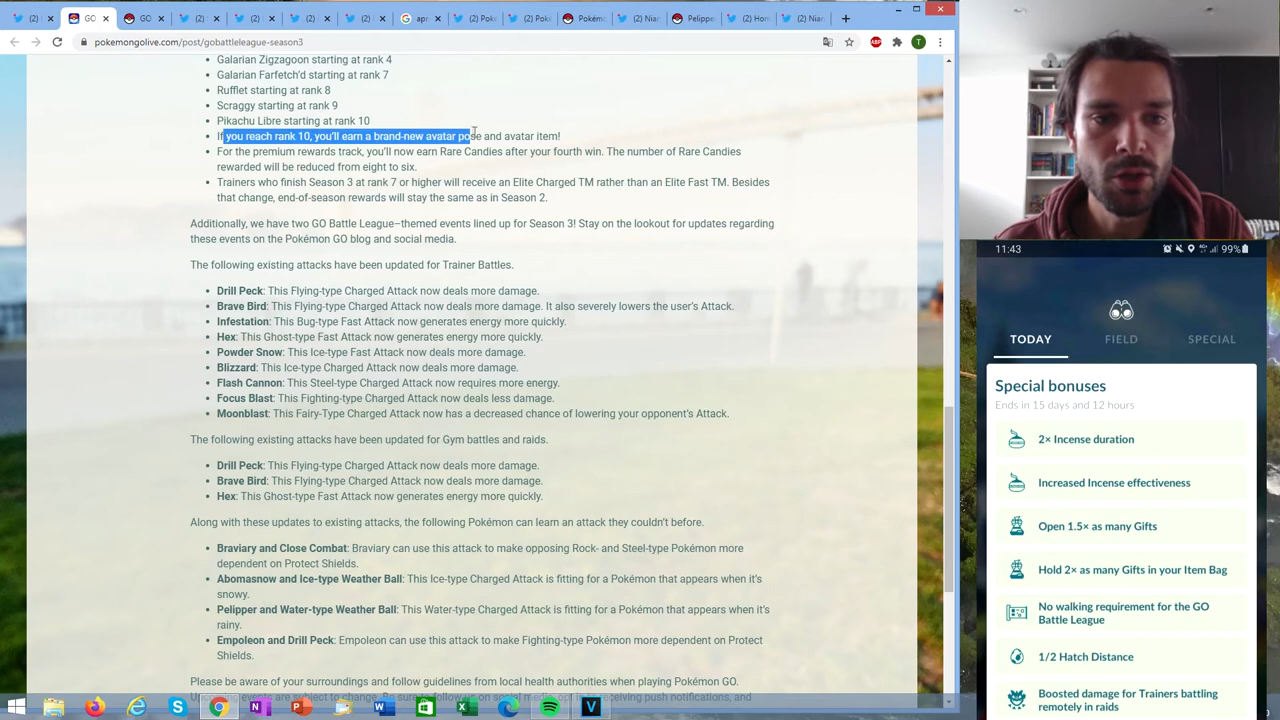 (2)
GO
GO
(2)
(2)
(2)
(2)
apr
(2) Poké
(2) Poké
Pokémo
(2) Nian
Pelippe
(2) Ho
(2) Nian
pokemongolive.com/post/gobattleleague-season3
ABP
T
Galarian Zigzagoon starting at rank 4
Galarian Farfetch'd starting at rank 7
Rufflet starting at rank 8
Scraggy starting at rank 9
Pikachu Libre starting at rank 10
If you reach rank 10, you'll earn a brand-new avatar pose and avatar item!
For the premium rewards track, you'll now earn Rare Candies after your fourth win. The number of Rare Candies
rewarded will be reduced from eight to six.
Trainers who finish Season 3 at rank 7 or higher will receive an Elite Charged TM rather than an Elite Fast TM. Besides
that change, end-of-season rewards will stay the same as in Season 2.
Additionally, we have two GO Battle League–themed events lined up for Season 3! Stay on the lookout for updates regarding
these events on the Pokémon GO blog and social media.
The following existing attacks have been updated for Trainer Battles.
Drill Peck: This Flying-type Charged Attack now deals more damage.
Brave Bird: This Flying-type Charged Attack now deals more damage. It also severely lowers the user's Attack.
Infestation: This Bug-type Fast Attack now generates energy more quickly.
Hex: This Ghost-type Fast Attack now generates energy more quickly.
Powder Snow: This Ice-type Fast Attack now deals more damage.
Blizzard: This Ice-type Charged Attack now deals more damage.
Flash Cannon: This Steel-type Charged Attack now requires more energy.
Focus Blast: This Fighting-type Charged Attack now deals less damage.
Moonblast: This Fairy-Type Charged Attack now has a decreased chance of lowering your opponent's Attack.
The following existing attacks have been updated for Gym battles and raids.
Drill Peck: This Flying-type Charged Attack now deals more damage.
Brave Bird: This Flying-type Charged Attack now deals more damage.
Hex: This Ghost-type Fast Attack now generates energy more quickly.
Along with these updates to existing attacks, the following Pokémon can learn an attack they couldn't before.
Braviary and Close Combat: Braviary can use this attack to make opposing Rock- and Steel-type Pokémon more
dependent on Protect Shields.
Abomasnow and Ice-type Weather Ball: This Ice-type Charged Attack is fitting for a Pokémon that appears when it's
snowy.
Pelipper and Water-type Weather Ball: This Water-type Charged Attack is fitting for a Pokémon that appears when it's
rainy.
Empoleon and Drill Peck: Empoleon can use this attack to make Fighting-type Pokémon more dependent on Protect
Shields.
Please be aware of your surroundings and follow guidelines from local health authorities when playing Pokémon GO.
11:43
99%
TODAY
FIELD
SPECIAL
Special bonuses
Ends in 15 days and 12 hours
2× Incense duration
Increased Incense effectiveness
Open 1.5× as many Gifts
Hold 2× as many Gifts in your Item Bag
No walking requirement for the GO
Battle League
1/2 Hatch Distance
Boosted damage for Trainers battling
remotely in raids